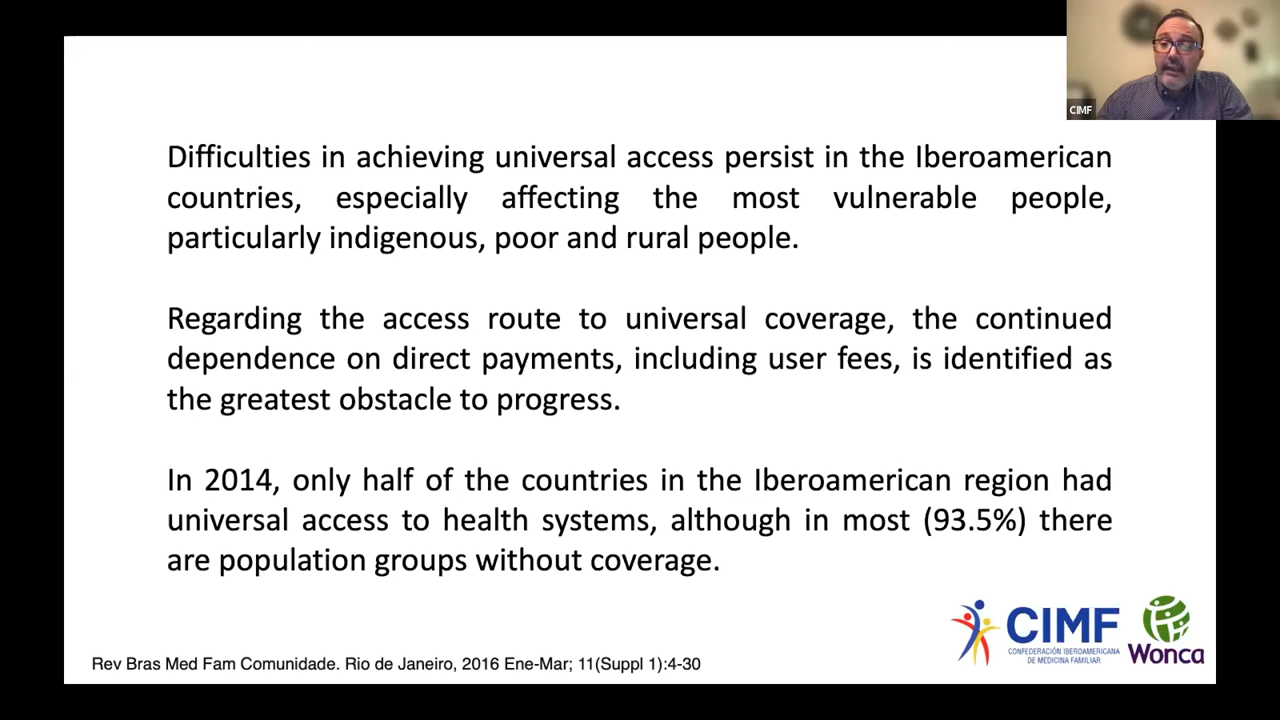 CIMF
Difficulties in achieving universal access persist in the Iberoamerican
countries, especially affecting the most vulnerable people,
particularly indigenous, poor and rural people.
Regarding the access route to universal coverage, the continued
dependence on direct payments, including user fees, is identified as
the greatest obstacle to progress.
In 2014, only half of the countries in the Iberoamerican region had
universal access to health systems, although in most (93.5%) there
are population groups without coverage.
Rev Bras Med Fam Comunidade. Rio de Janeiro, 2016 Ene-Mar; 11(Suppl 1):4-30
CIMF
CONFEDERACIÓN IBEROAMERICANA
DE MEDICINA FAMILIAR
Wonca